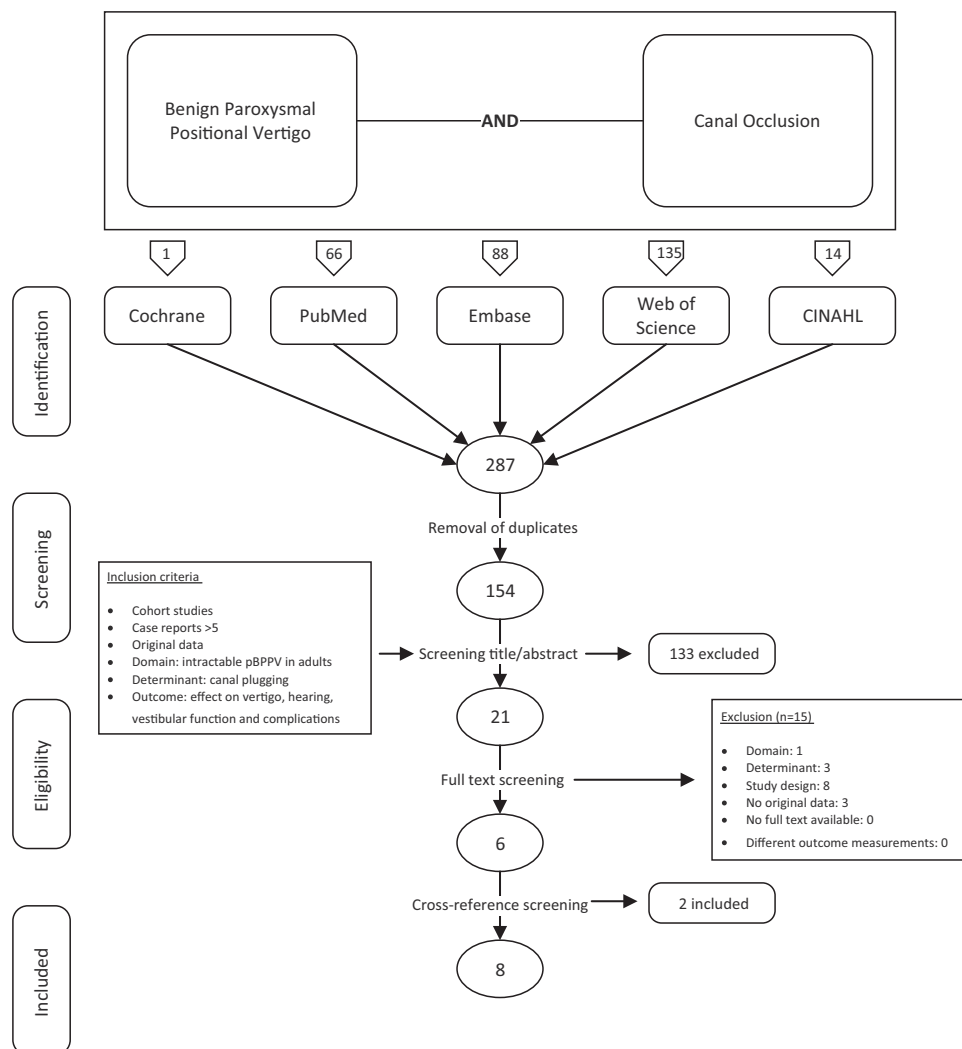 Benign Paroxysmal
Positional Vertigo
AND
Canal Occlusion
1
66
88
135
14
Identification
Cochrane
PubMed
Embase
Web of
Science
CINAHL
287
Removal of duplicates
Screening
154
Inclusion criteria
• Cohort studies
• Case reports >5
• Original data
• Domain: intractable pBPPV in adults
• Determinant: canal plugging
• Outcome: effect on vertigo, hearing,
vestibular function and complications
Screening title/abstract
133 excluded
Eligibility
21
Exclusion (n=15)
• Domain: 1
• Determinant: 3
• Study design: 8
• No original data: 3
• No full text available: 0
• Different outcome measurements: 0
Full text screening
6
Cross-reference screening
2 included
Included
8